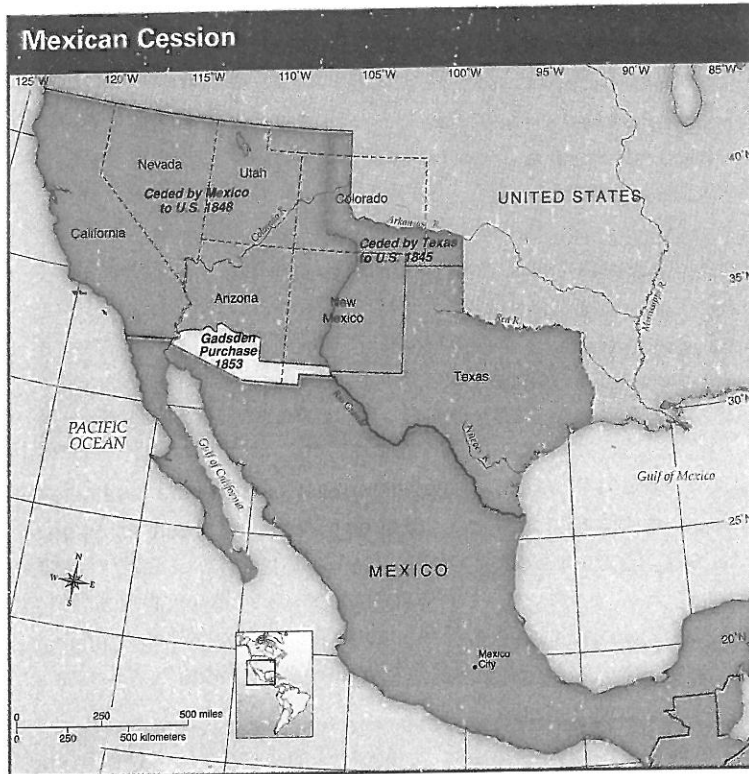 Mexican Cession
125°W
120°W
115°W
110°W
105°W
100°W
95°W
90°W
85°W
40°N
Nevada
Utah
Ceded by Mexico
to U.S. 1848
Colorado
UNITED STATES
Colorado R.
Arkansas R.
California
Ceded by Texas
to U.S. 1845
35°N
Arizona
New
Mexico
Mississippi R.
Red R.
Gadsden
Purchase
1853
Texas
30°N
PACIFIC
OCEAN
Rio Grande
Nueces R.
Gulf of California
Gulf of Mexico
25°N
N
W
E
S
MEXICO
20°N
Mexico
City
0
250
500 miles
0
250
500 kilometers